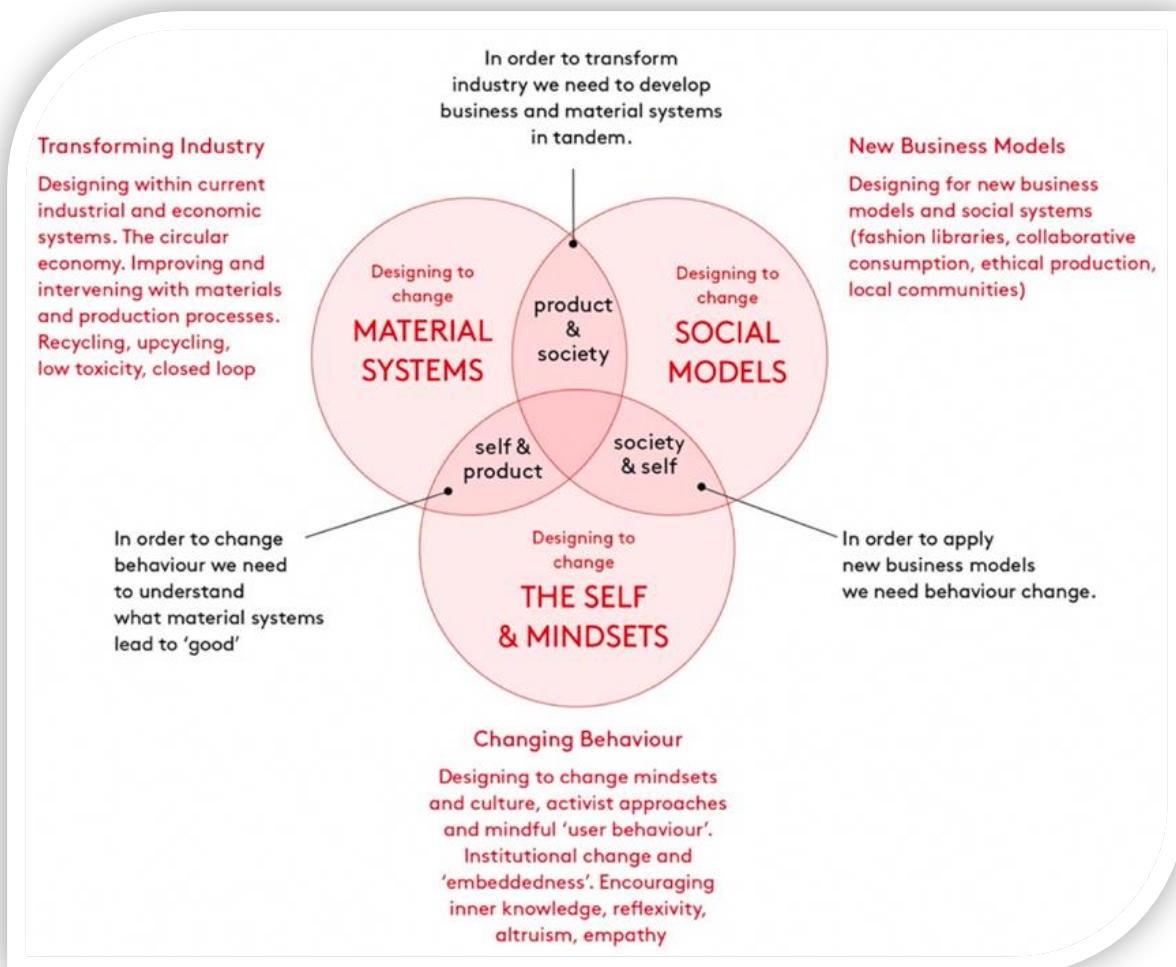 In order to transform
industry we need to develop
business and material systems
in tandem.
Transforming Industry
Designing within current
industrial and economic
systems. The circular
economy. Improving and
intervening with materials
and production processes.
Recycling, upcycling,
low toxicity, closed loop
New Business Models
Designing for new business
models and social systems
(fashion libraries, collaborative
consumption, ethical production,
local communities)
Designing to
change
MATERIAL
SYSTEMS
product
&
society
Designing to
change
SOCIAL
MODELS
self &
product
society
& self
In order to change
behaviour we need
to understand
what material systems
lead to ‘good’
Designing to
change
THE SELF
& MINDSETS
In order to apply
new business models
we need behaviour change.
Changing Behaviour
Designing to change mindsets
and culture, activist approaches
and mindful ‘user behaviour’.
Institutional change and
‘embeddedness’. Encouraging
inner knowledge, reflexivity,
altruism, empathy